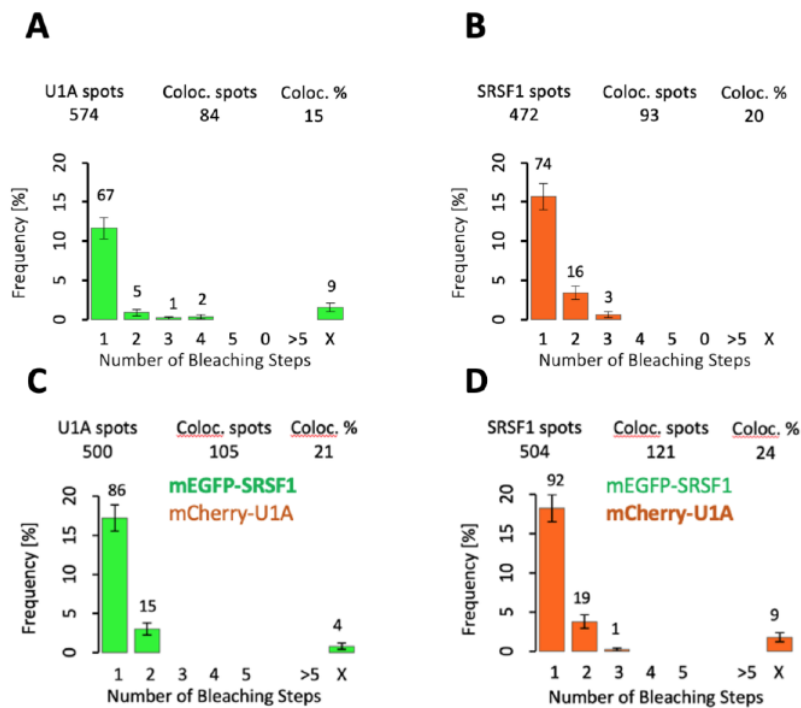 A
U1A spots Coloc. spots Coloc. %
574 84 15
Frequency [%]
20
15
10
5
0
67
5
1
2
9
1 2 3 4 5 0 >5 X
Number of Bleaching Steps
B
SRSF1 spots Coloc. spots Coloc. %
472 93 20
Frequency [%]
20
15
10
5
0
74
16
3
1 2 3 4 5 0 >5 X
Number of Bleaching Steps
C
U1A spots Coloc. spots Coloc. %
500 105 21
mEGFP-SRSF1
mCherry-U1A
Frequency [%]
20
15
10
5
0
86
15
4
1 2 3 4 5 >5 X
Number of Bleaching Steps
D
SRSF1 spots Coloc. spots Coloc. %
504 121 24
mEGFP-SRSF1
mCherry-U1A
Frequency [%]
20
15
10
5
0
92
19
1
9
1 2 3 4 5 >5 X
Number of Bleaching Steps